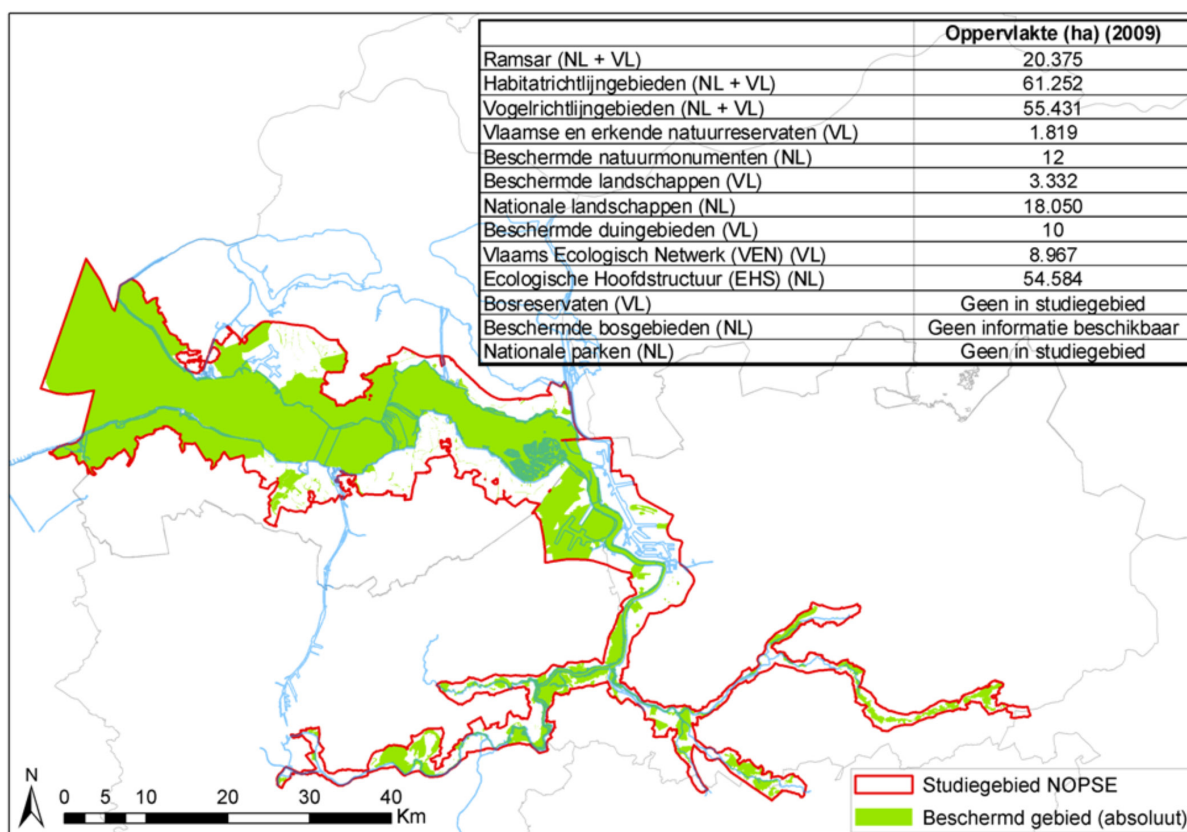 Oppervlakte (ha) (2009)
Ramsar (NL + VL) 20.375
Habitatrichtlijngebieden (NL + VL) 61.252
Vogelrichtlijngebieden (NL + VL) 55.431
Vlaamse en erkende natuurreservaten (VL) 1.819
Beschermde natuurmonumenten (NL) 12
Beschermde landschappen (VL) 3.332
Nationale landschappen (NL) 18.050
Beschermde duingebieden (VL) 10
Vlaams Ecologisch Netwerk (VEN) (VL) 8.967
Ecologische Hoofdstructuur (EHS) (NL) 54.584
Bosreservaten (VL) Geen in studiegebied
Beschermde bosgebieden (NL) Geen informatie beschikbaar
Nationale parken (NL) Geen in studiegebied
N
0 5 10 20 30 40
Km
Studiegebied NOPSE
Beschermd gebied (absoluut)